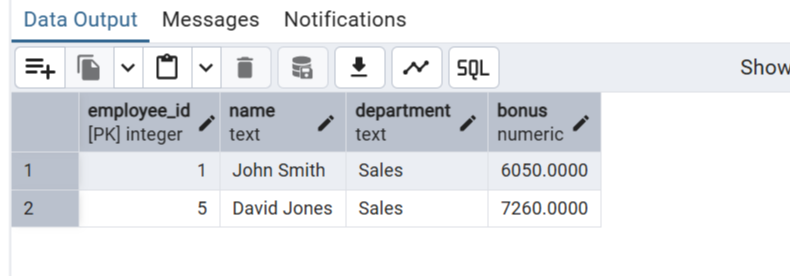 Data Output Messages Notifications
SQL Show
employee_id name department bonus
[PK] integer text text numeric
1 1 John Smith Sales 6050.0000
2 5 David Jones Sales 7260.0000